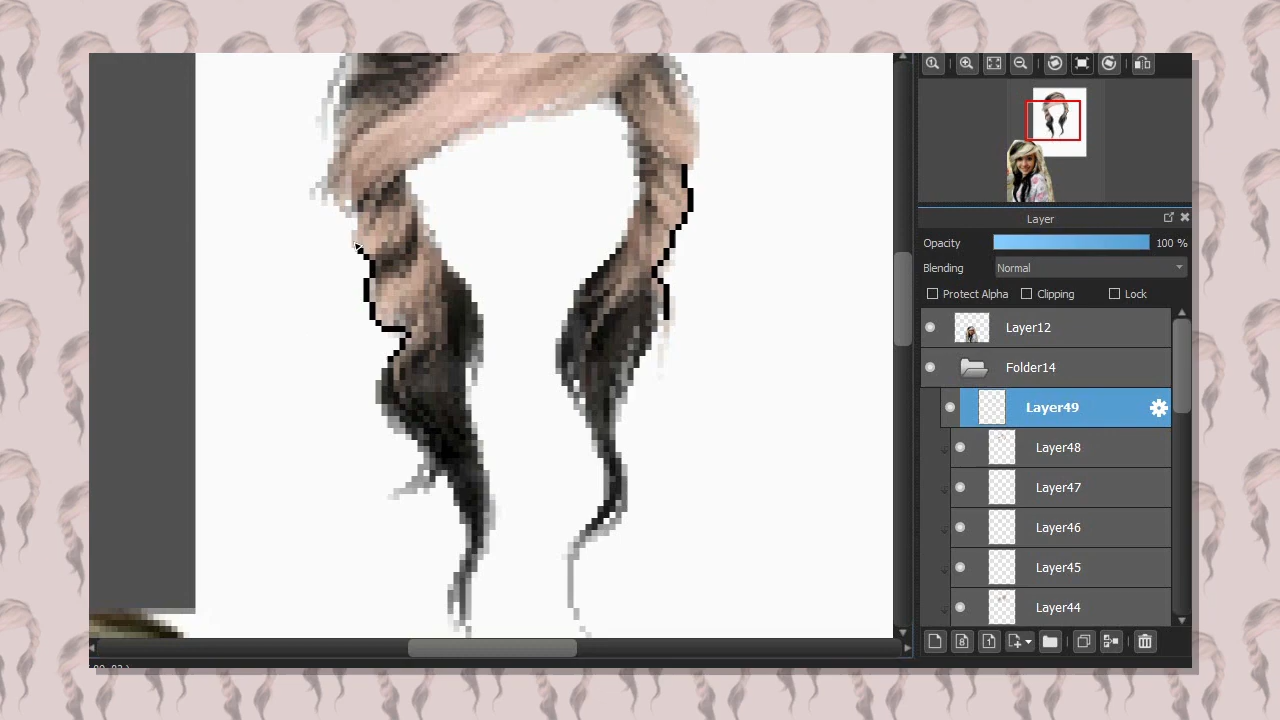 Layer
Opacity 100 %
Blending Normal
Protect Alpha Clipping Lock
Layer12
Folder14
Layer49
Layer48
Layer47
Layer46
Layer45
Layer44